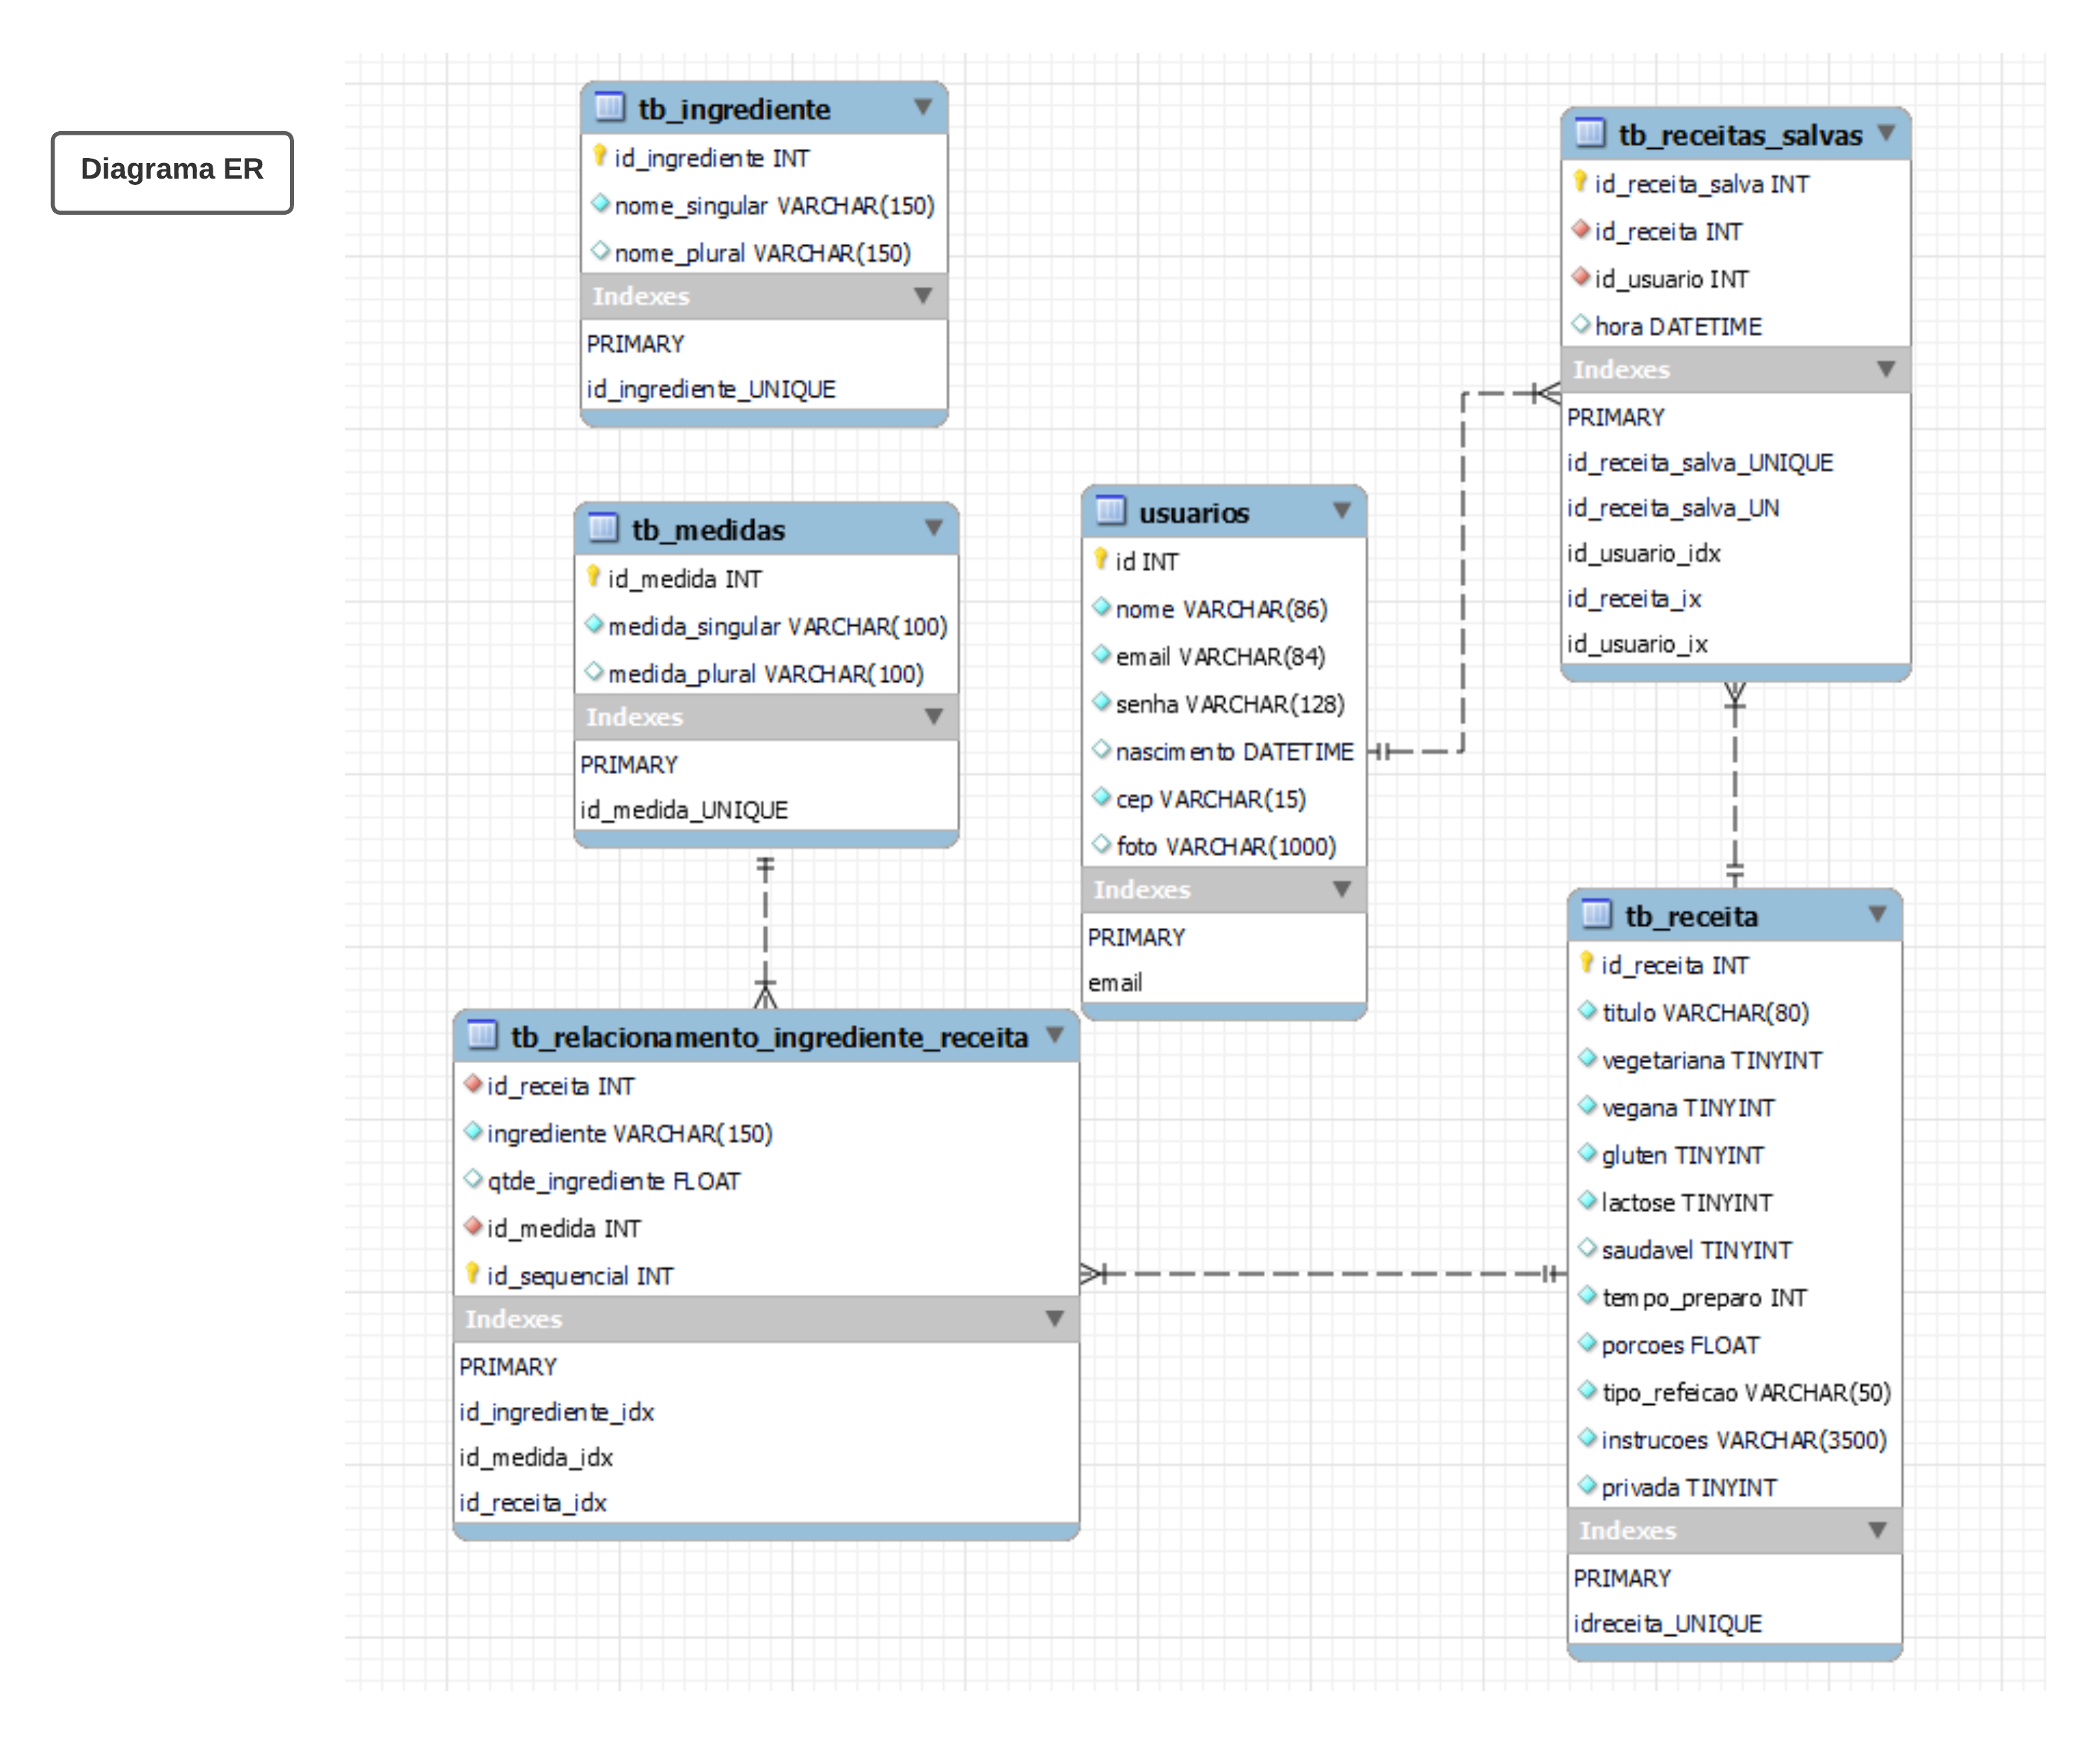 Diagrama ER
tb_ingrediente
id_ingrediente INT
nome_singular VARCHAR(150)
nome_plural VARCHAR(150)
Indexes
PRIMARY
id_ingrediente_UNIQUE
tb_medidas
id_medida INT
medida_singular VARCHAR(100)
medida_plural VARCHAR(100)
Indexes
PRIMARY
id_medida_UNIQUE
tb_relacionamento_ingrediente_receita
id_receita INT
ingrediente VARCHAR(150)
qtde_ingrediente FLOAT
id_medida INT
id_sequencial INT
Indexes
PRIMARY
id_ingrediente_idx
id_medida_idx
id_receita_idx
usuarios
id INT
nome VARCHAR(86)
email VARCHAR(84)
senha VARCHAR(128)
nascimento DATETIME
cep VARCHAR(15)
foto VARCHAR(1000)
Indexes
PRIMARY
email
tb_receitas_salvas
id_receita_salva INT
id_receita INT
id_usuario INT
hora DATETIME
Indexes
PRIMARY
id_receita_salva_UNIQUE
id_receita_salva_UN
id_usuario_idx
id_receita_ix
id_usuario_ix
tb_receita
id_receita INT
titulo VARCHAR(80)
vegetariana TINYINT
vegana TINYINT
gluten TINYINT
lactose TINYINT
saudavel TINYINT
tempo_preparo INT
porcoes FLOAT
tipo_refeicao VARCHAR(50)
instrucoes VARCHAR(3500)
privada TINYINT
Indexes
PRIMARY
idreceita_UNIQUE